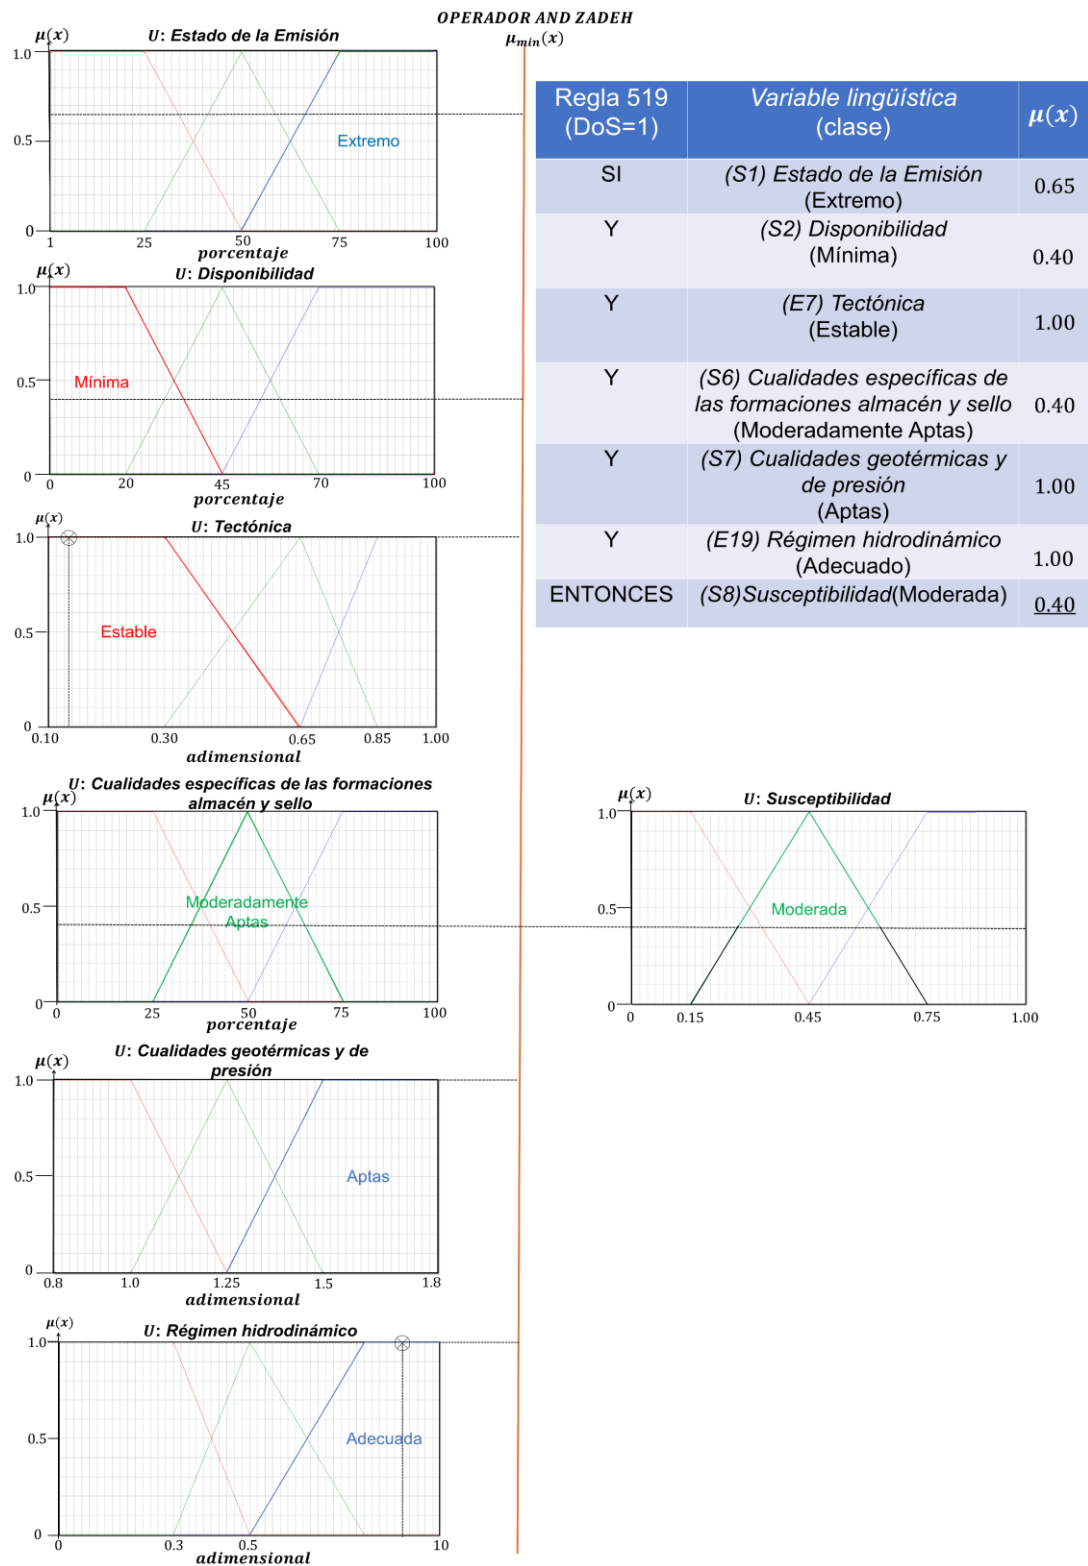 OPERADOR AND ZADEH
μmin(x)
μ(x)
U: Estado de la Emisión
1.0
0.5
0
Extremo
1 25 50 75 100
porcentaje
μ(x)
U: Disponibilidad
1.0
0.5
0
Mínima
0 20 45 70 100
porcentaje
μ(x)
U: Tectónica
1.0
0.5
0
Estable
0.10 0.30 0.65 0.85 1.00
adimensional
U: Cualidades específicas de las formaciones
almacén y sello
μ(x)
1.0
0.5
0
Moderadamente
Aptas
0 25 50 75 100
porcentaje
U: Cualidades geotérmicas y de
presión
μ(x)
1.0
0.5
0
Aptas
0.8 1.0 1.25 1.5 1.8
adimensional
μ(x)
U: Régimen hidrodinámico
1.0
0.5
0
Adecuada
0 0.3 0.5 10
adimensional
Regla 519 Variable lingüística μ(x)
(DoS=1) (clase)
SI (S1) Estado de la Emisión 0.65
(Extremo)
Y (S2) Disponibilidad
(Mínima) 0.40
Y (E7) Tectónica 1.00
(Estable)
Y (S6) Cualidades específicas de
las formaciones almacén y sello 0.40
(Moderadamente Aptas)
Y (S7) Cualidades geotérmicas y
de presión 1.00
(Aptas)
Y (E19) Régimen hidrodinámico
(Adecuado) 1.00
ENTONCES (S8)Susceptibilidad(Moderada) 0.40
μ(x)
U: Susceptibilidad
1.0
0.5
0
Moderada
0 0.15 0.45 0.75 1.00